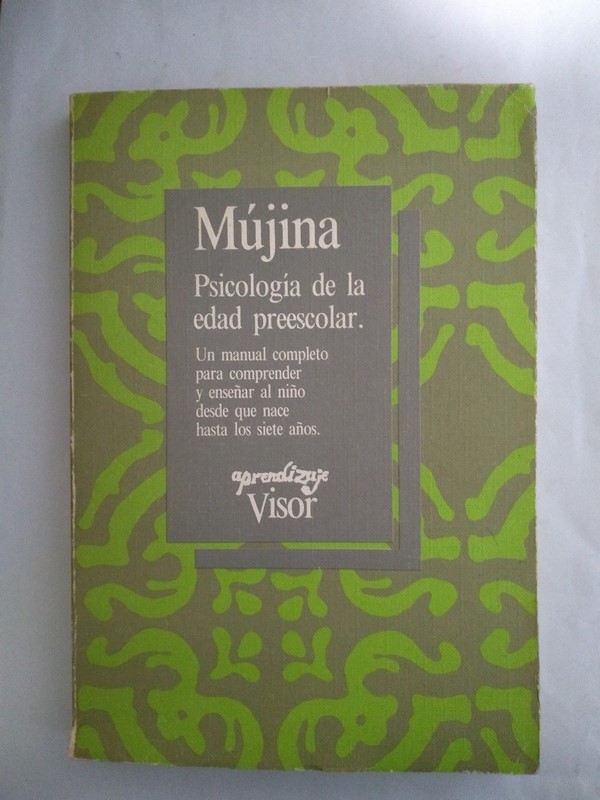 Mújina
Psicología de la
edad preescolar.
Un manual completo
para comprender
y enseñar al niño
desde que nace
hasta los siete años.
aprendizaje
Visor